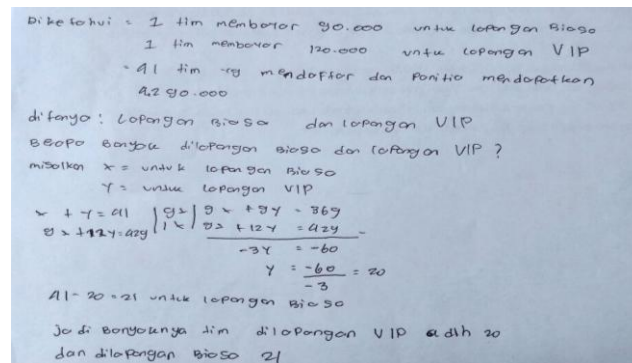 Diketahui = 1 tim membayar 90.000 untuk lapangan Biasa
1 tim membayar 120.000 untuk lapangan VIP
- 41 tim yg mendaftar dan Panitia mendapatkan
4.290.000
ditanya : Lapangan Biasa dan lapangan VIP
Beapa Banyak dilapangan Biasa dan lapangan VIP ?
misalkan x = untuk lapangan Biasa
Y = untuk lapangan VIP
x + y = 41 | 9x | 9x + 9y = 369
9x + 12y = 429 | 1x | 9x + 12y = 429 -
-3y = -60
y = -60 / -3 = 20
41 - 20 = 21 untuk lapangan Biasa
Jadi Banyaknya tim dilapangan VIP adlh 20
dan dilapangan Biasa 21